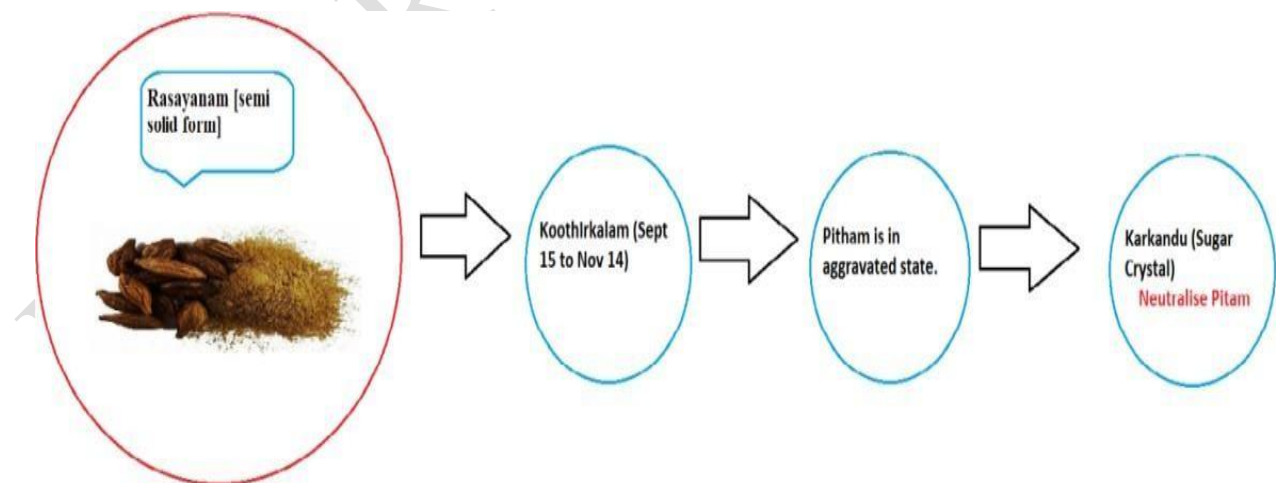 Rasayanam [semi
solid form]
KoothIrkalam (Sept
15 to Nov 14)
Pitham is in
aggravated state.
Karkandu (Sugar
Crystal)
Neutralise Pitam